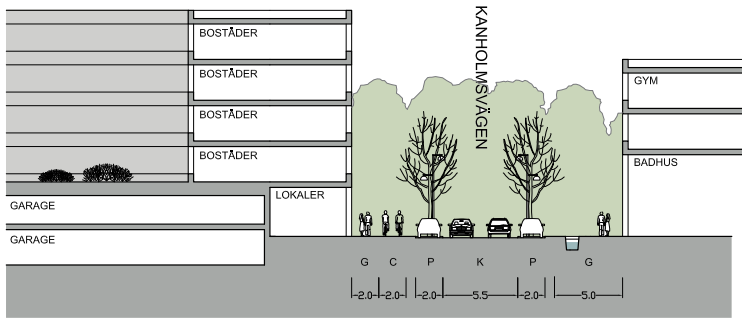 KANHOLMSVÄGEN
BOSTÄDER
BOSTÄDER
BOSTÄDER
BOSTÄDER
GYM
BADHUS
LOKALER
GARAGE
GARAGE
G C P K P G
2.0 2.0 2.0 5.5 2.0 5.0